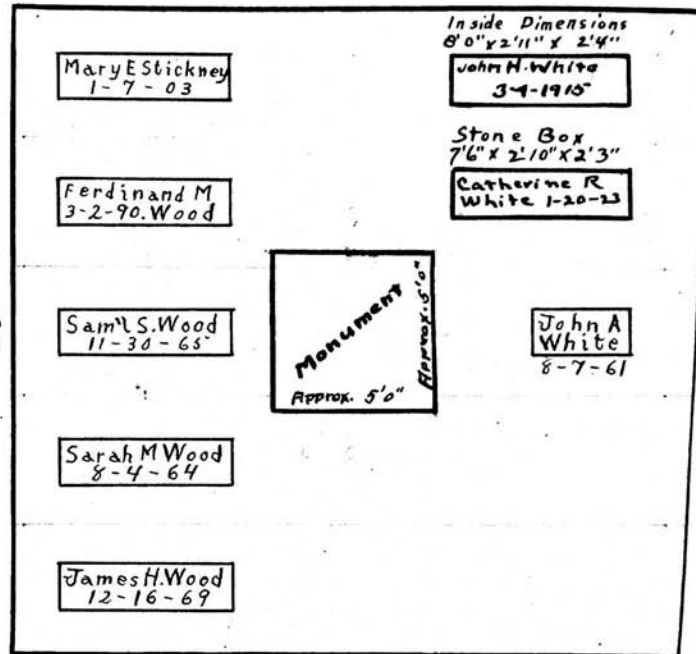 Mary E Stickney
1-7-03
Ferdinand M
3-2-90. Wood
Sam'l S. Wood
11-30-65
Sarah M Wood
8-4-64
James H. Wood
12-16-69
Monument
Approx. 5'0"
Approx. 5'0"
Inside Dimensions
8'0" x 2'11" x 2'4"
John H. White
3-4-1915
Stone Box
7'6" x 2'10" x 2'3"
Catherine R
White 1-20-23
John A
White
8-7-61